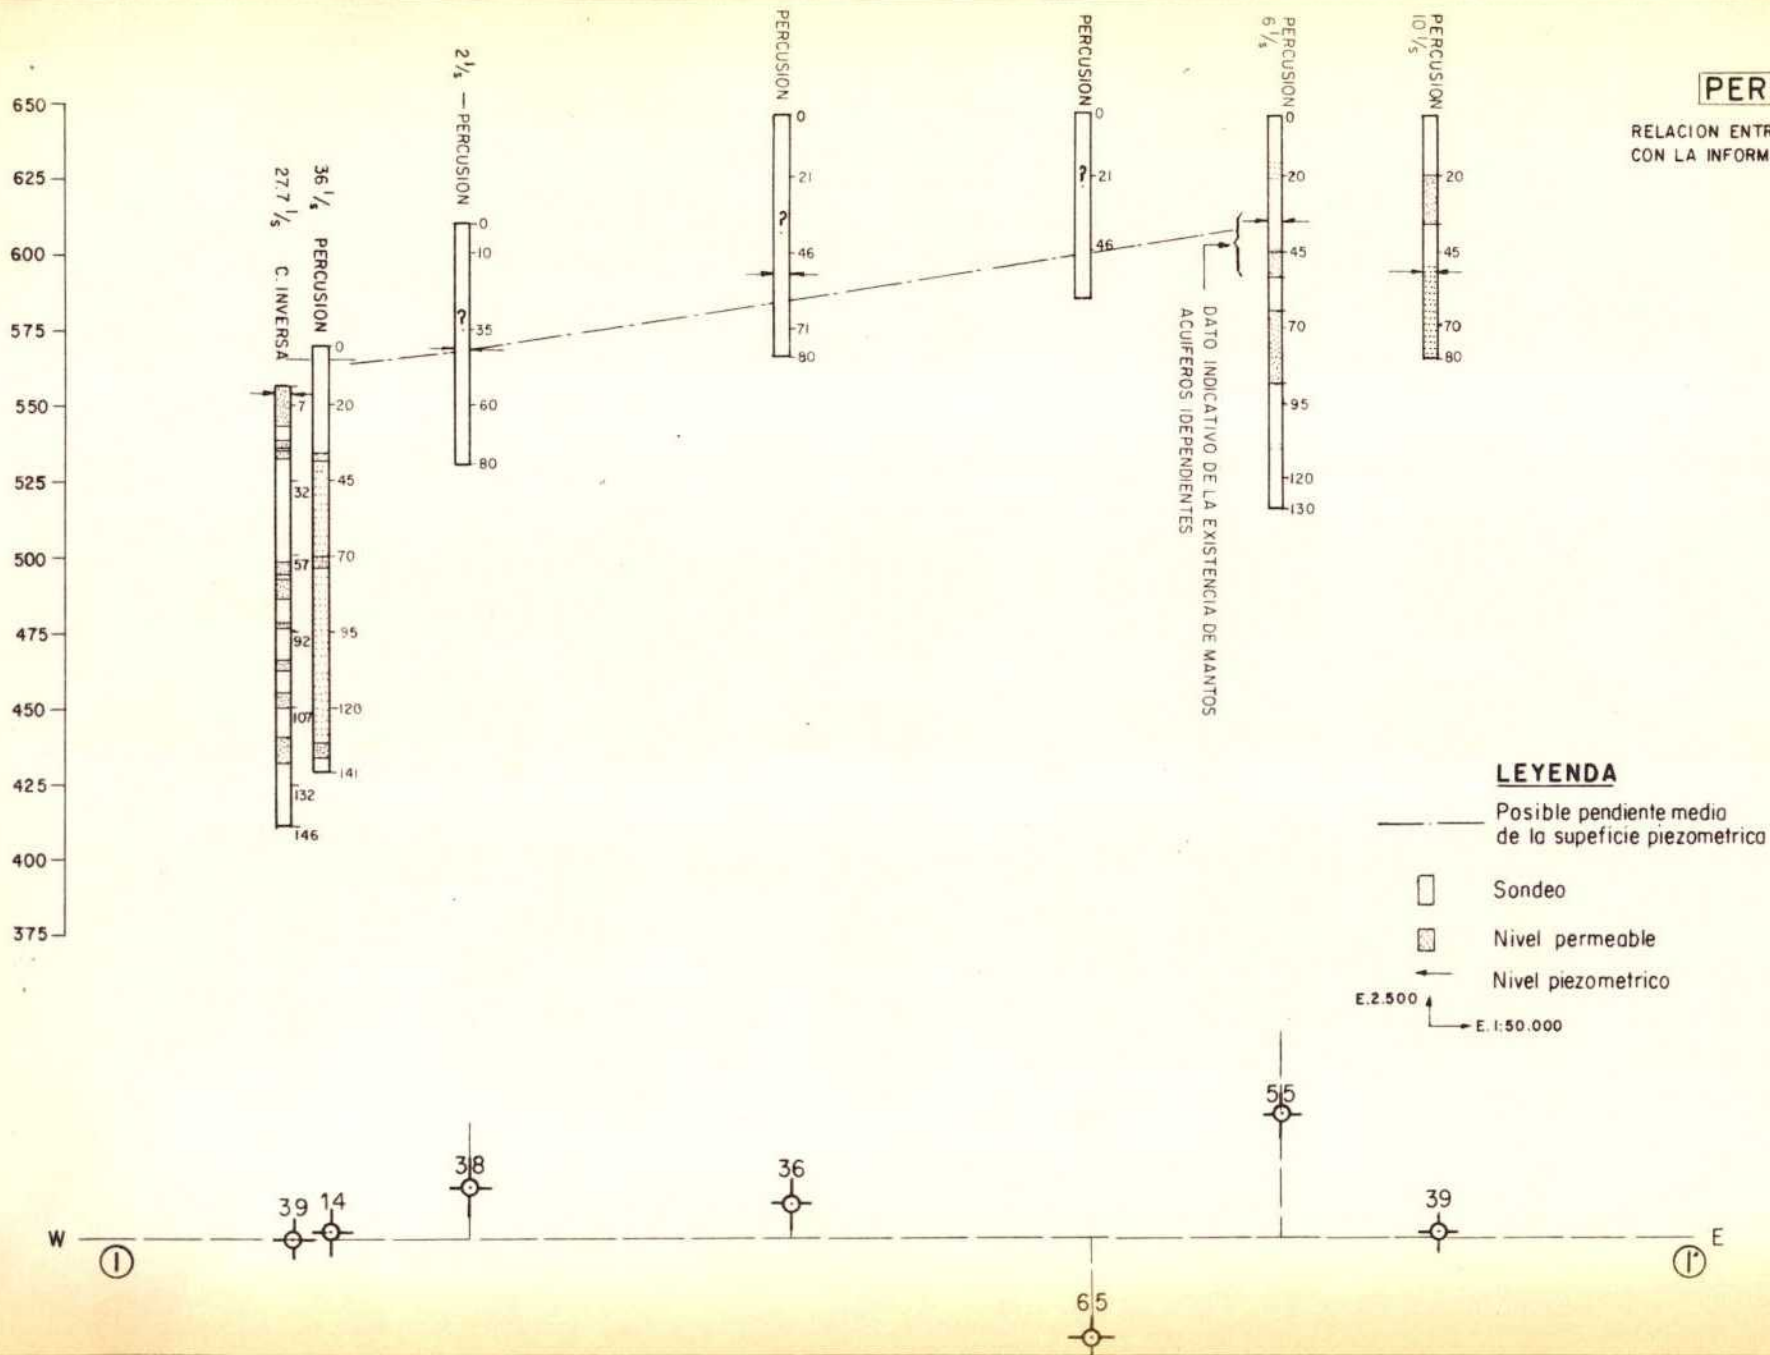 PER
RELACION ENTR
CON LA INFORM
650
625
600
575
550
525
500
475
450
425
400
375
27.7 l/s C. INVERSA
7
32
57
92
107
132
146
36 l/s PERCUSION
0
20
45
70
95
120
141
2 l/s — PERCUSION
0
10
?
35
60
80
PERCUSION
0
21
?
46
71
80
PERCUSION
0
?
21
46
PERCUSION
6 l/s
0
20
45
70
95
120
130
PERCUSION
10 l/s
20
45
70
80
DATO INDICATIVO DE LA EXISTENCIA DE MANTOS
ACUIFEROS IDEPENDIENTES
LEYENDA
Posible pendiente media
de la supeficie piezometrica
Sondeo
Nivel permeable
Nivel piezometrico
E.2.500
E. 1:50.000
55
38
36
39
14
39
W
E
1
1'
65